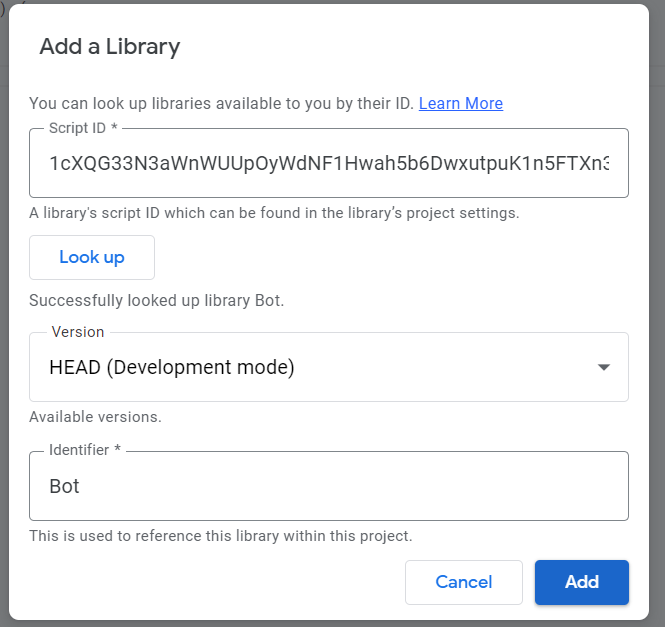 Add a Library
You can look up libraries available to you by their ID. Learn More
Script ID *
1cXQG33N3aWnWUUpOyWdNF1Hwah5b6DwxutpuK1n5FTXn3
A library's script ID which can be found in the library’s project settings.
Look up
Successfully looked up library Bot.
Version
HEAD (Development mode)
Available versions.
Identifier *
Bot
This is used to reference this library within this project.
Cancel
Add